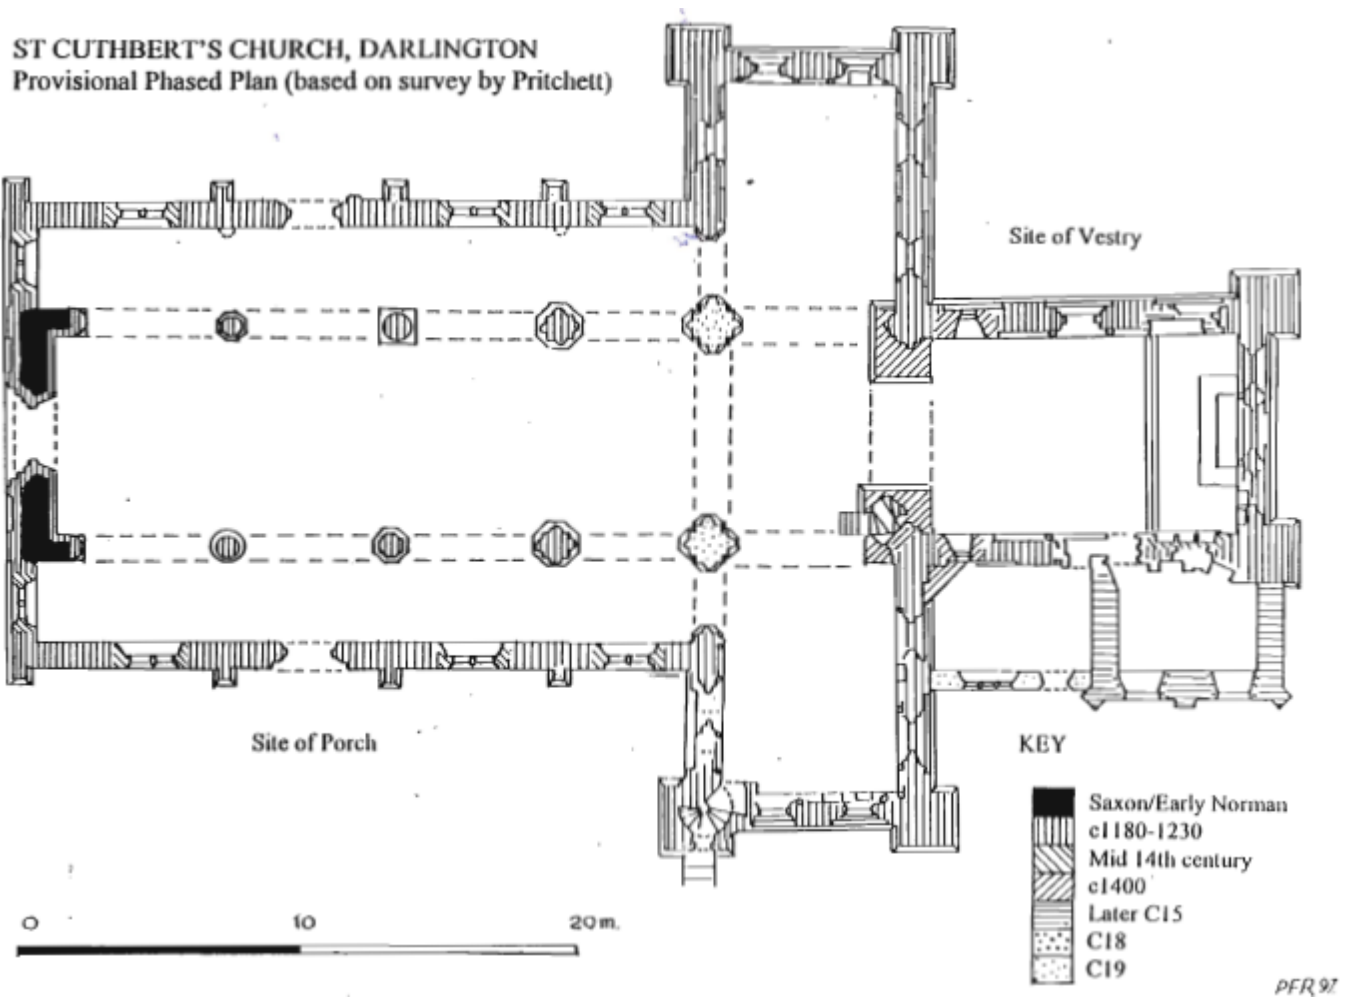 ST CUTHBERT'S CHURCH, DARLINGTON
Provisional Phased Plan (based on survey by Pritchett)
Site of Vestry
Site of Porch
KEY
Saxon/Early Norman
c1180-1230
Mid 14th century
c1400
Later C15
C18
C19
0 10 20m.
PFR 97